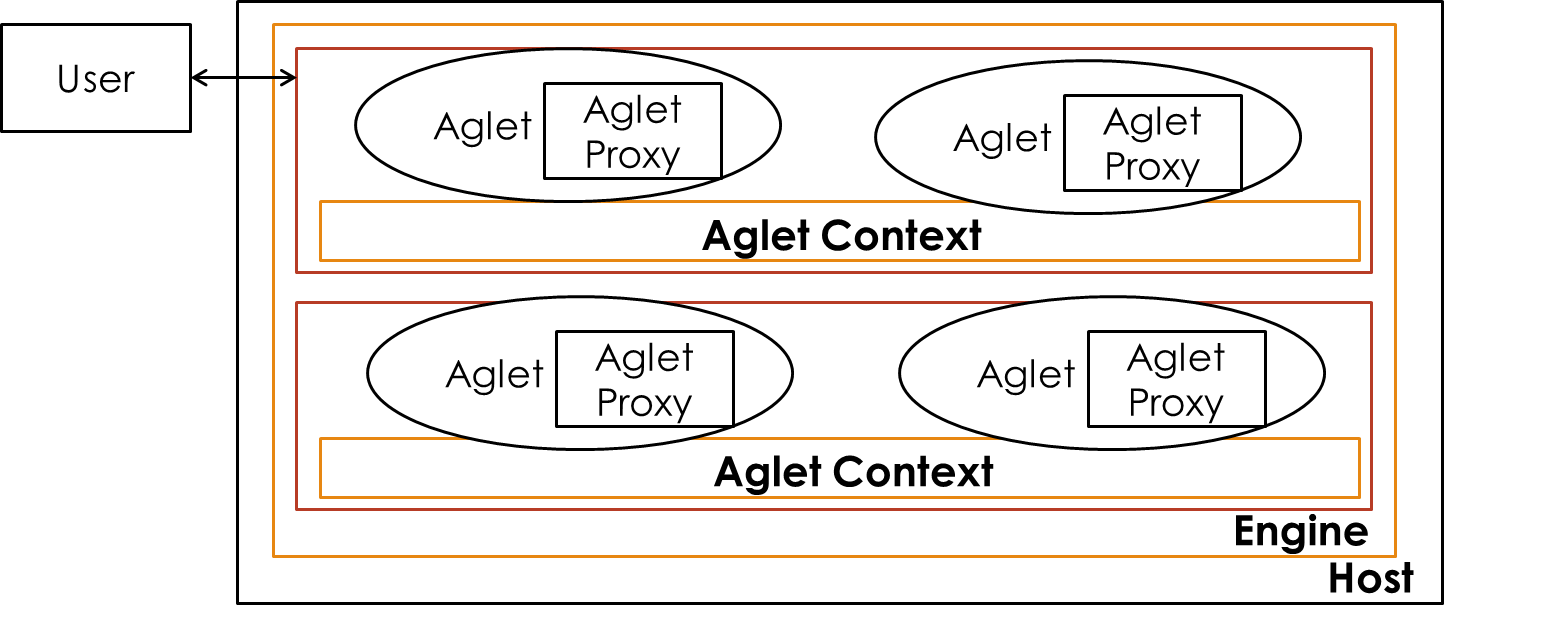 User
Aglet
Aglet
Proxy
Aglet
Aglet
Proxy
Aglet Context
Aglet
Aglet
Proxy
Aglet
Aglet
Proxy
Aglet Context
Engine
Host